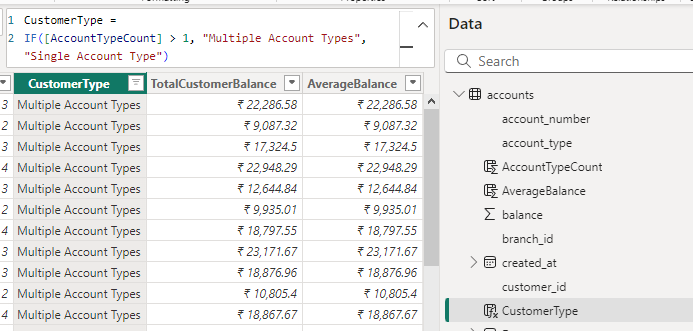 1 CustomerType =
2 IF([AccountTypeCount] > 1, "Multiple Account Types",
"Single Account Type")
CustomerType TotalCustomerBalance AverageBalance
3 Multiple Account Types ₹ 22,286.58 ₹ 22,286.58
2 Multiple Account Types ₹ 9,087.32 ₹ 9,087.32
3 Multiple Account Types ₹ 17,324.5 ₹ 17,324.5
4 Multiple Account Types ₹ 22,948.29 ₹ 22,948.29
3 Multiple Account Types ₹ 12,644.84 ₹ 12,644.84
2 Multiple Account Types ₹ 9,935.01 ₹ 9,935.01
4 Multiple Account Types ₹ 18,797.55 ₹ 18,797.55
3 Multiple Account Types ₹ 23,171.67 ₹ 23,171.67
3 Multiple Account Types ₹ 18,876.96 ₹ 18,876.96
2 Multiple Account Types ₹ 10,805.4 ₹ 10,805.4
4 Multiple Account Types ₹ 18,867.67 ₹ 18,867.67
Data
Search
accounts
account_number
account_type
AccountTypeCount
AverageBalance
balance
branch_id
created_at
customer_id
CustomerType